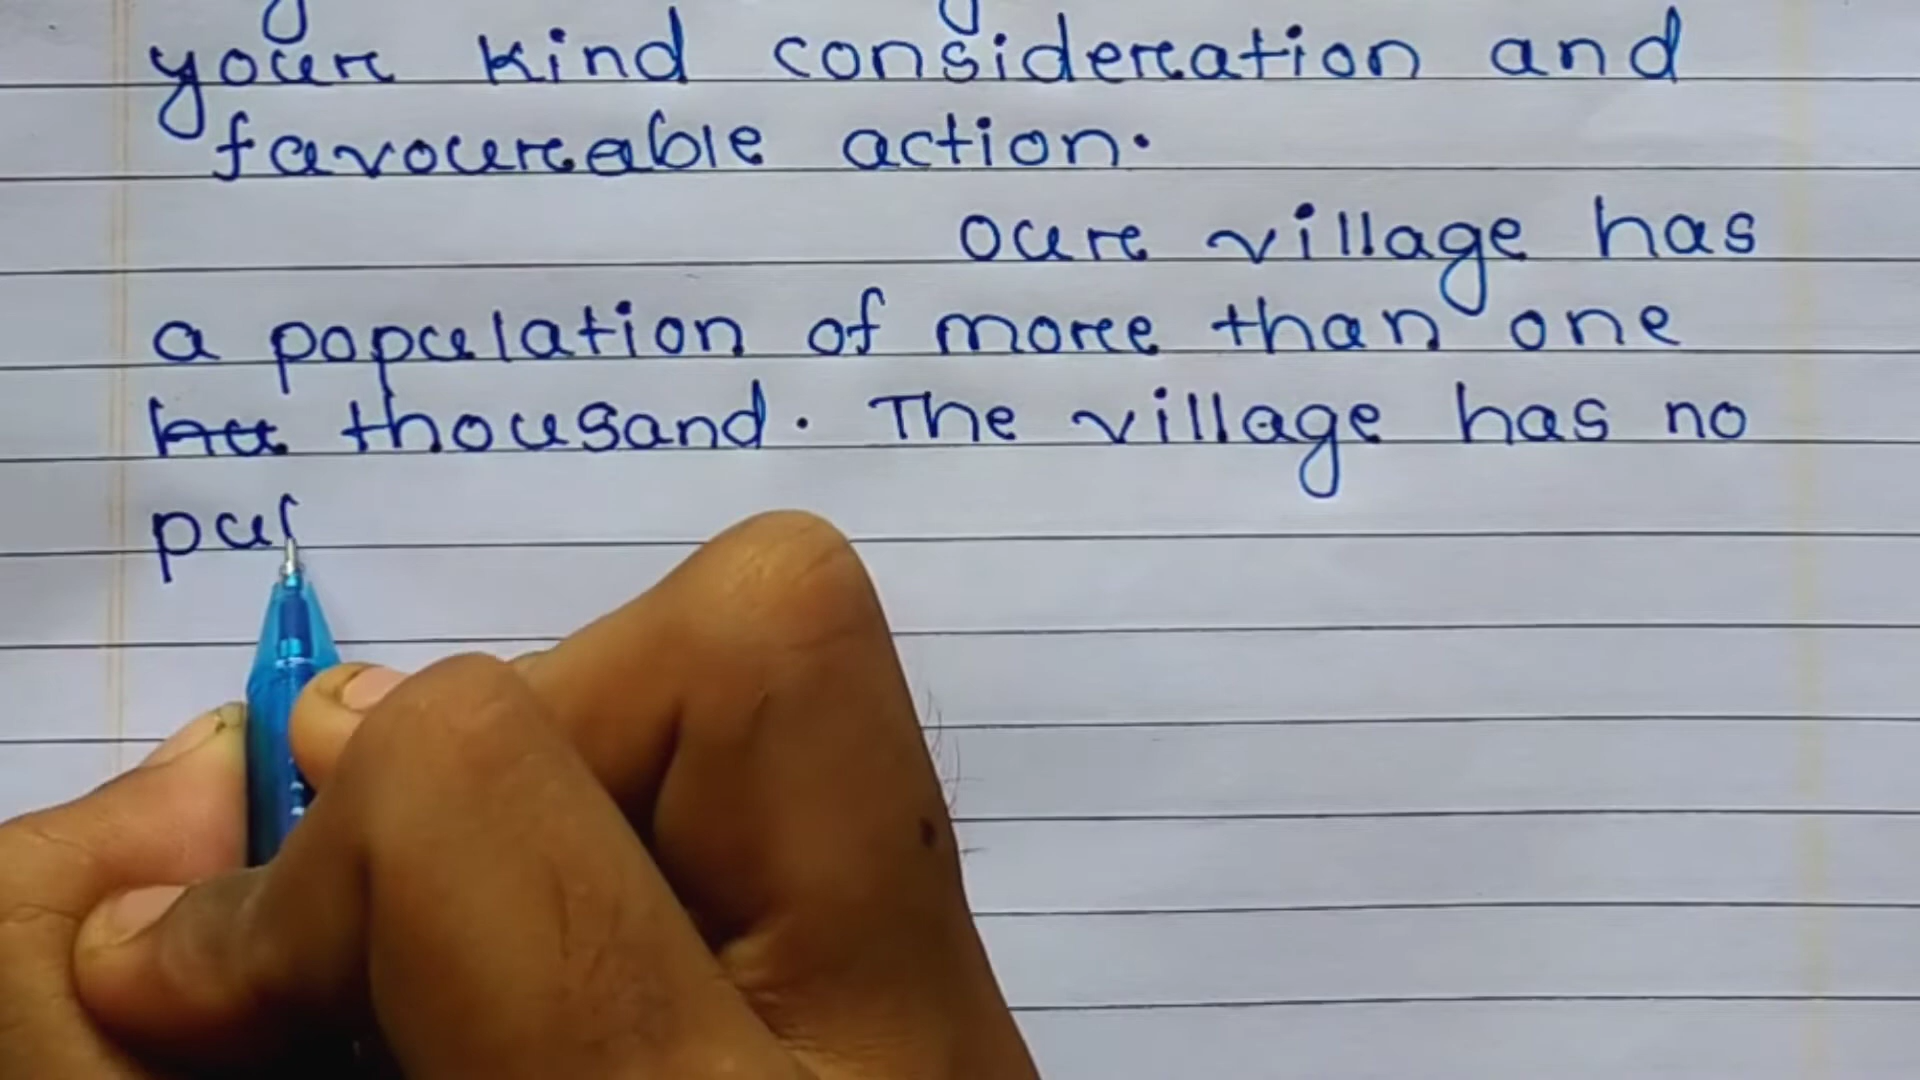 your kind consideration and
favourable action.
Our village has
a population of more than one
thousand. The village has no